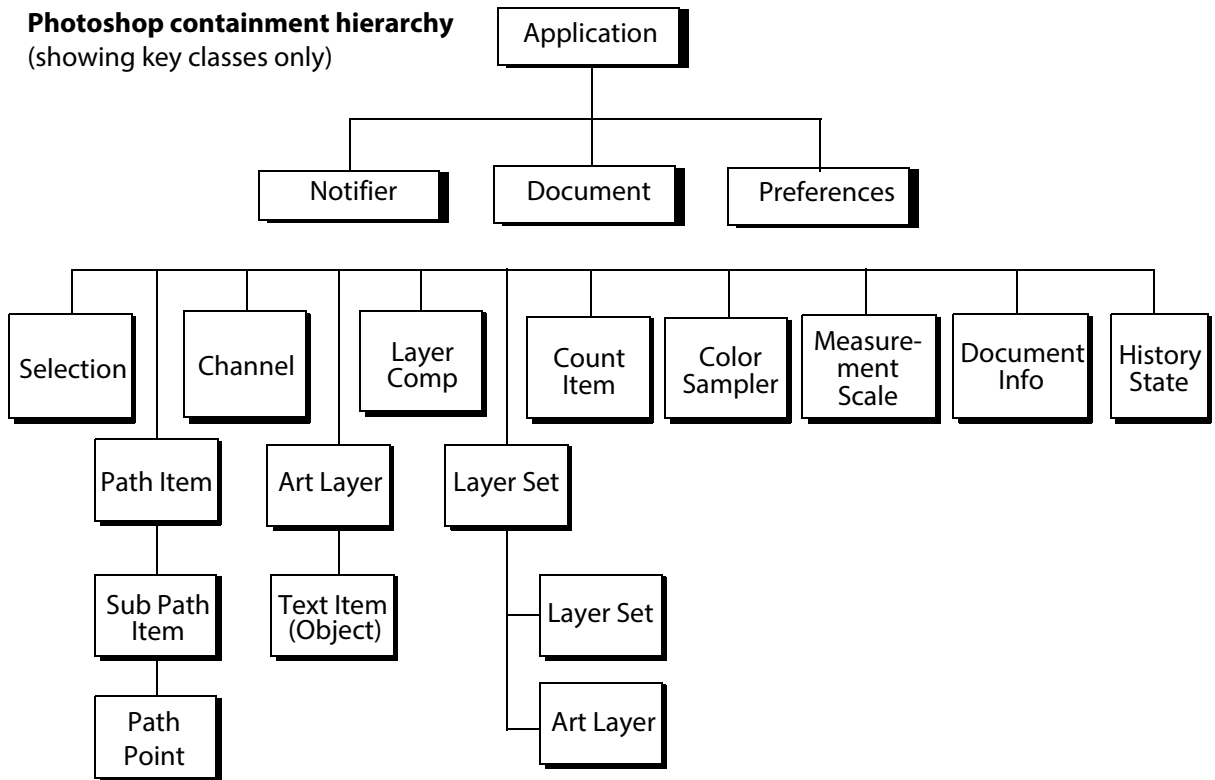 Photoshop containment hierarchy
(showing key classes only)
Application
Notifier
Document
Preferences
Selection
Channel
Layer
Comp
Count
Item
Color
Sampler
Measure-
ment
Scale
Document
Info
History
State
Path Item
Art Layer
Layer Set
Sub Path
Item
Text Item
(Object)
Layer Set
Path
Point
Art Layer